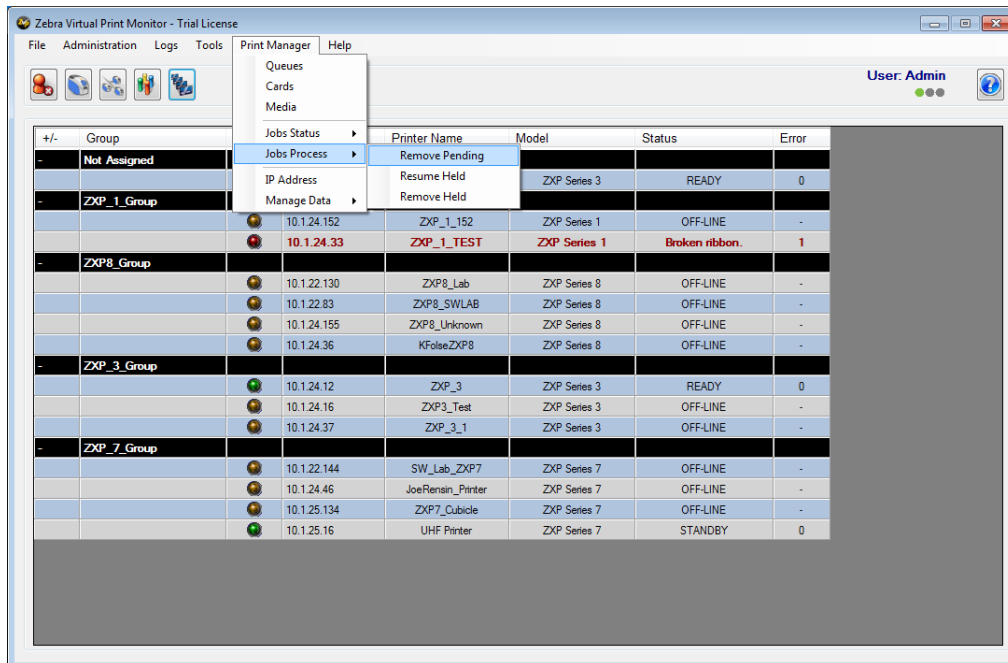 Zebra Virtual Print Monitor - Trial License
File Administration Logs Tools Print Manager Help
Queues
Cards
Media
Jobs Status
Jobs Process
IP Address
Manage Data
Remove Pending
Resume Held
Remove Held
User: Admin
+/- Group Printer Name Model Status Error
- Not Assigned
ZXP Series 3 READY 0
- ZXP_1_Group
10.1.24.152 ZXP_1_152 ZXP Series 1 OFF-LINE -
10.1.24.33 ZXP_1_TEST ZXP Series 1 Broken ribbon. 1
- ZXP8_Group
10.1.22.130 ZXP8_Lab ZXP Series 8 OFF-LINE -
10.1.22.83 ZXP8_SWLAB ZXP Series 8 OFF-LINE -
10.1.24.155 ZXP8_Unknown ZXP Series 8 OFF-LINE -
10.1.24.36 KFolseZXP8 ZXP Series 8 OFF-LINE -
- ZXP_3_Group
10.1.24.12 ZXP_3 ZXP Series 3 READY 0
10.1.24.16 ZXP3_Test ZXP Series 3 OFF-LINE -
10.1.24.37 ZXP_3_1 ZXP Series 3 OFF-LINE -
- ZXP_7_Group
10.1.22.144 SW_Lab_ZXP7 ZXP Series 7 OFF-LINE -
10.1.24.46 JoeRensin_Printer ZXP Series 7 OFF-LINE -
10.1.25.134 ZXP7_Cubicle ZXP Series 7 OFF-LINE -
10.1.25.16 UHF Printer ZXP Series 7 STANDBY 0